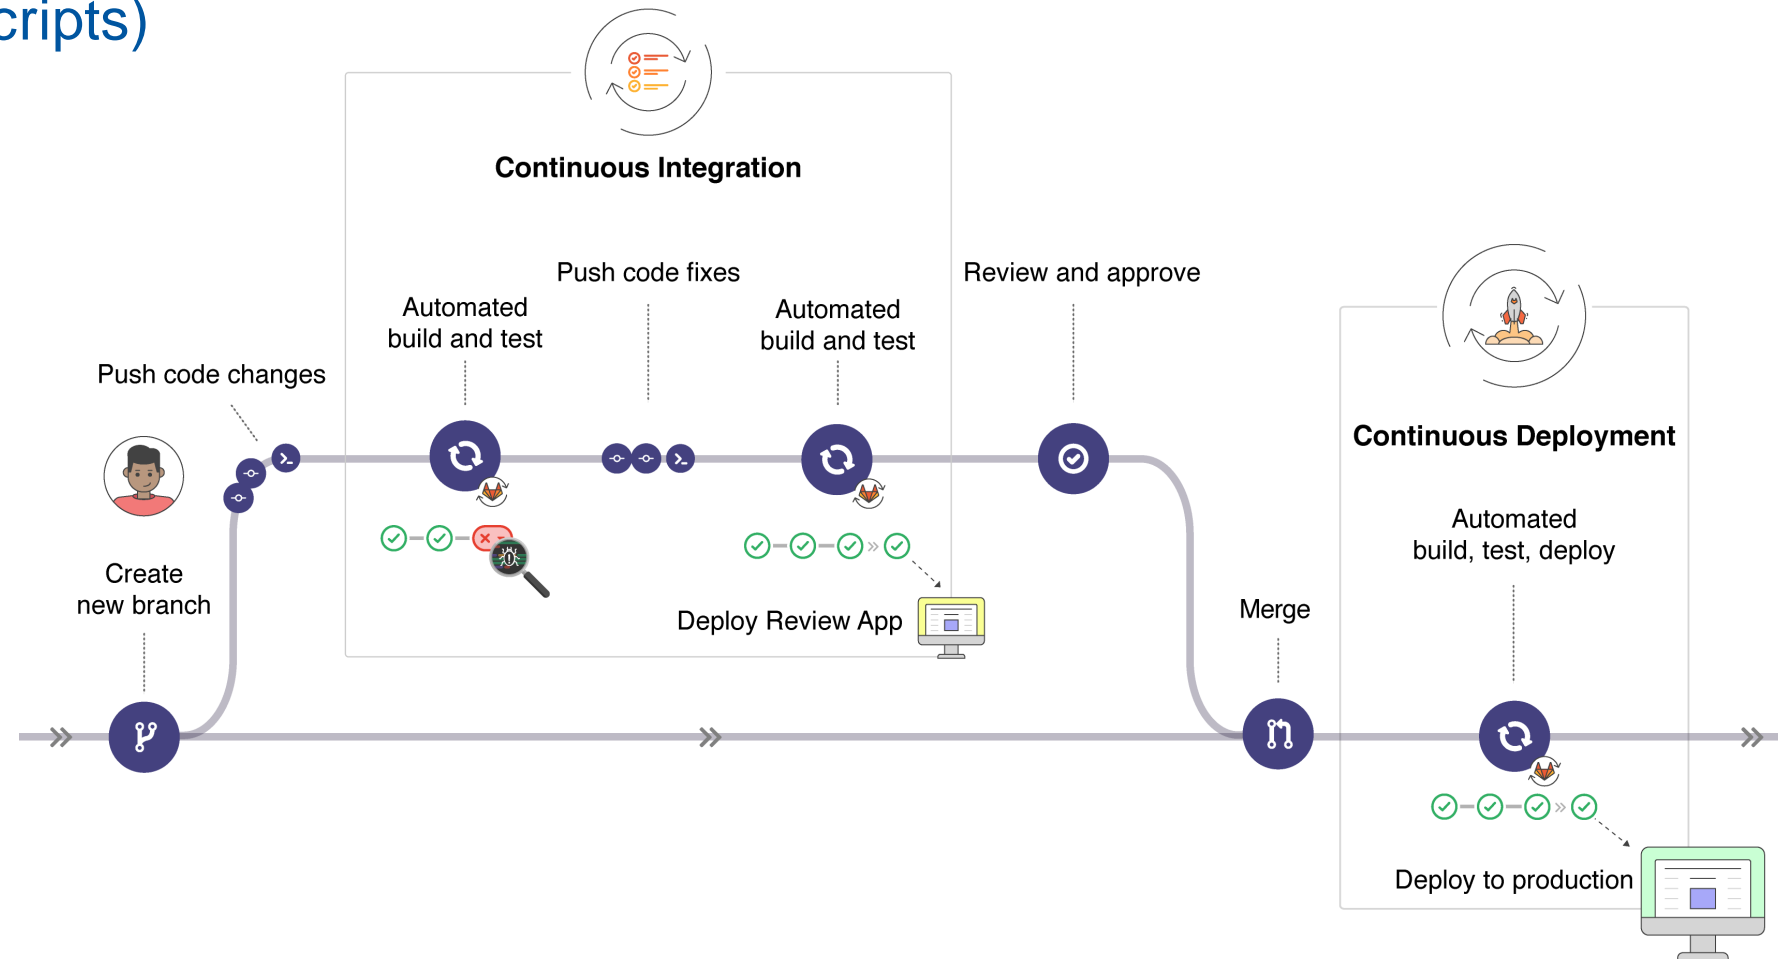 cripts)
Continuous Integration
Push code fixes
Review and approve
Automated
build and test
Automated
build and test
Push code changes
Continuous Deployment
Automated
build, test, deploy
Create
new branch
Merge
Deploy Review App
Deploy to production